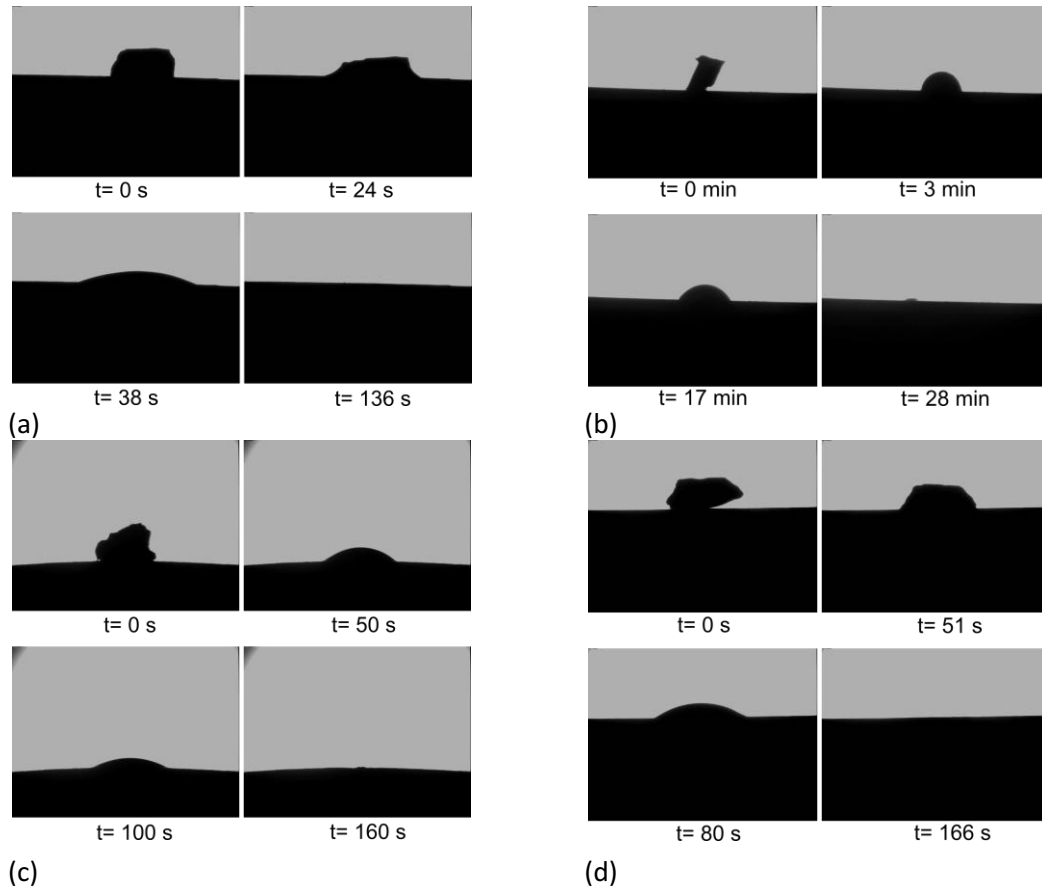 t= 0 s
t= 24 s
t= 38 s
t= 136 s
(a)
t= 0 min
t= 3 min
t= 17 min
t= 28 min
(b)
t= 0 s
t= 50 s
t= 100 s
t= 160 s
(c)
t= 0 s
t= 51 s
t= 80 s
t= 166 s
(d)